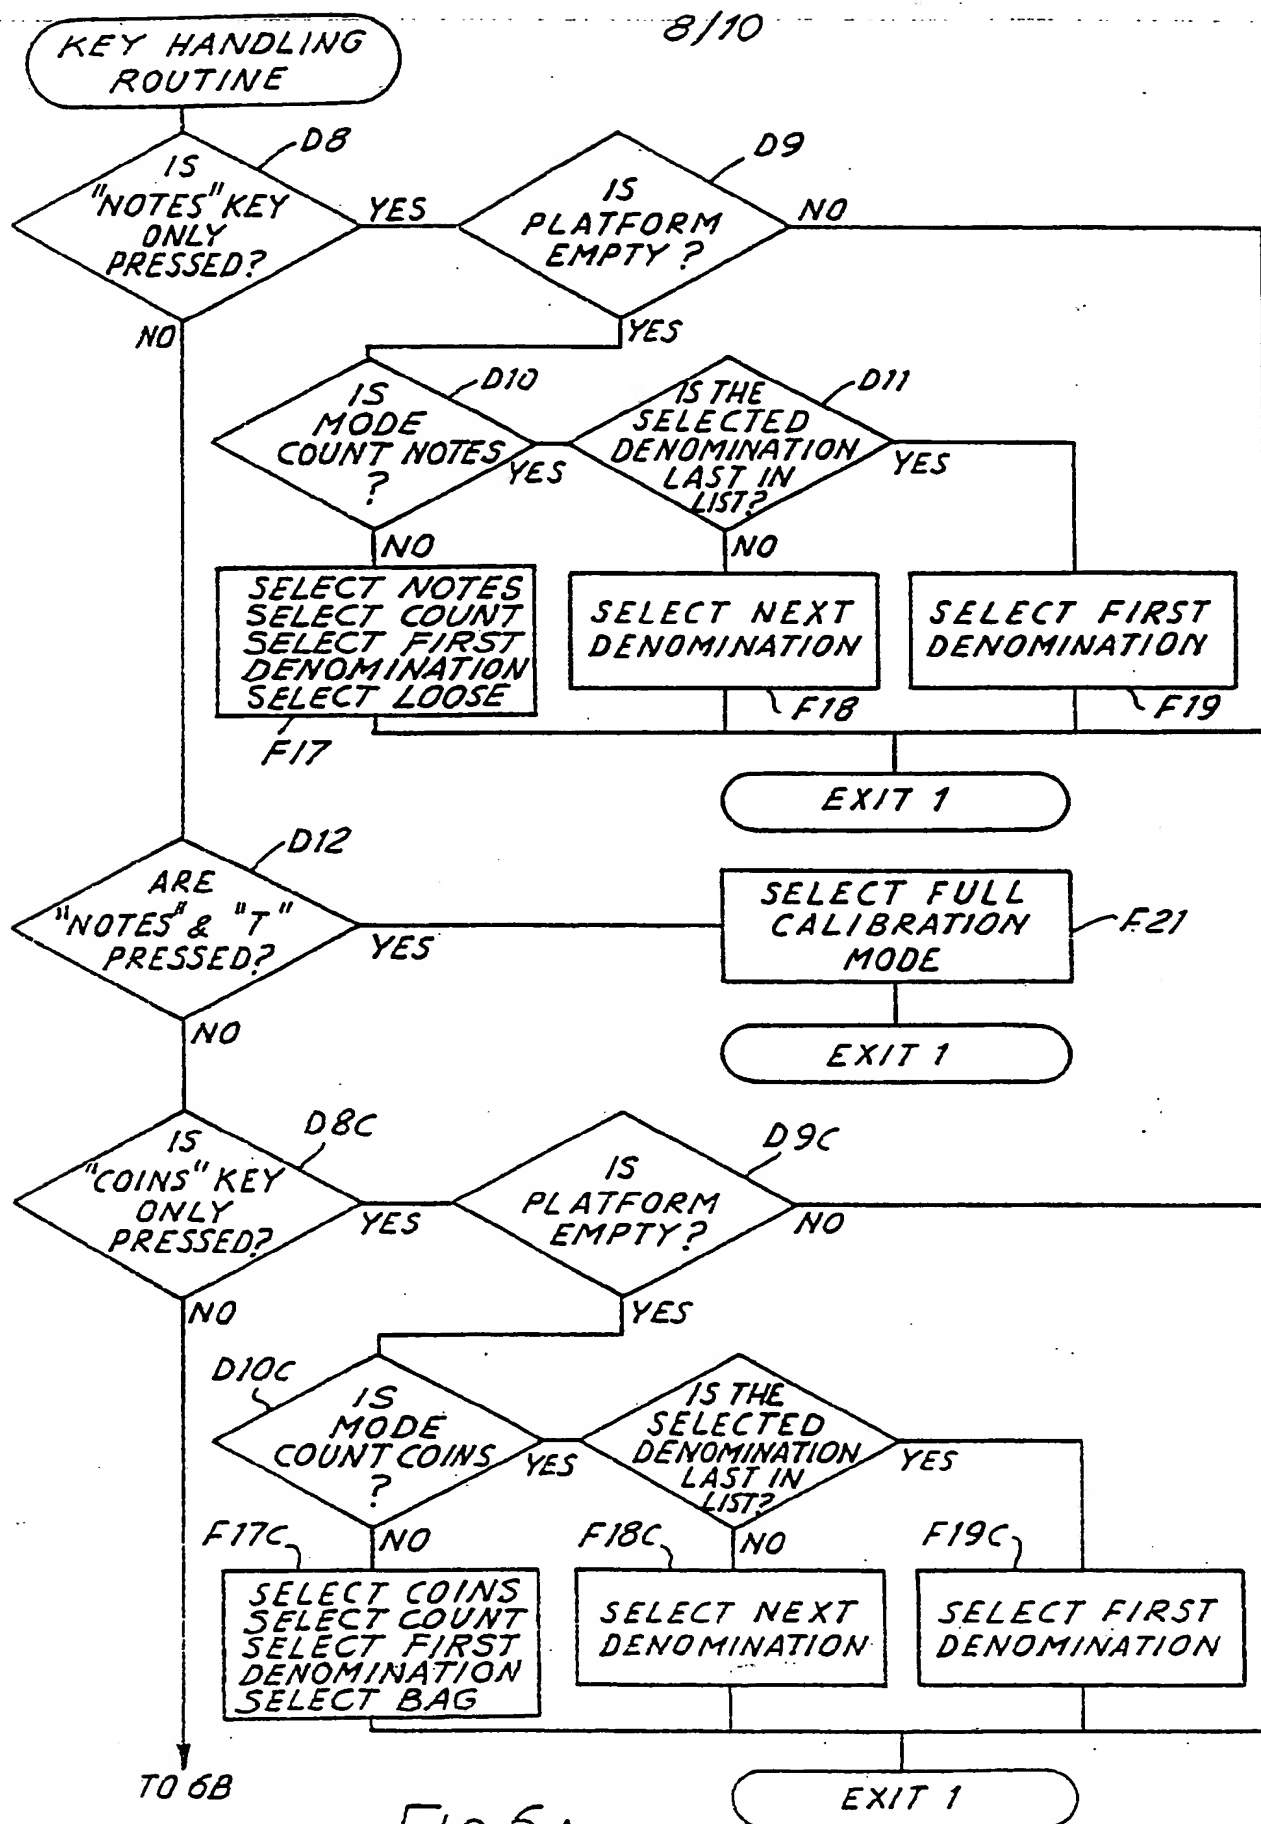 8/10
KEY HANDLING
ROUTINE
D8
IS
"NOTES" KEY
ONLY
PRESSED?
YES
NO
D9
IS
PLATFORM
EMPTY?
NO
YES
D10
IS
MODE
COUNT NOTES
?
YES
NO
D11
IS THE
SELECTED
DENOMINATION
LAST IN
LIST?
YES
NO
SELECT NOTES
SELECT COUNT
SELECT FIRST
DENOMINATION
SELECT LOOSE
F17
SELECT NEXT
DENOMINATION
F18
SELECT FIRST
DENOMINATION
F19
EXIT 1
D12
ARE
"NOTES" & "T"
PRESSED?
YES
NO
SELECT FULL
CALIBRATION
MODE
F21
EXIT 1
D8C
IS
"COINS" KEY
ONLY
PRESSED?
YES
NO
D9C
IS
PLATFORM
EMPTY?
NO
YES
D10C
IS
MODE
COUNT COINS
?
YES
NO
IS THE
SELECTED
DENOMINATION
LAST IN
LIST?
YES
NO
F17C
SELECT COINS
SELECT COUNT
SELECT FIRST
DENOMINATION
SELECT BAG
F18C
SELECT NEXT
DENOMINATION
F19C
SELECT FIRST
DENOMINATION
TO 6B
EXIT 1